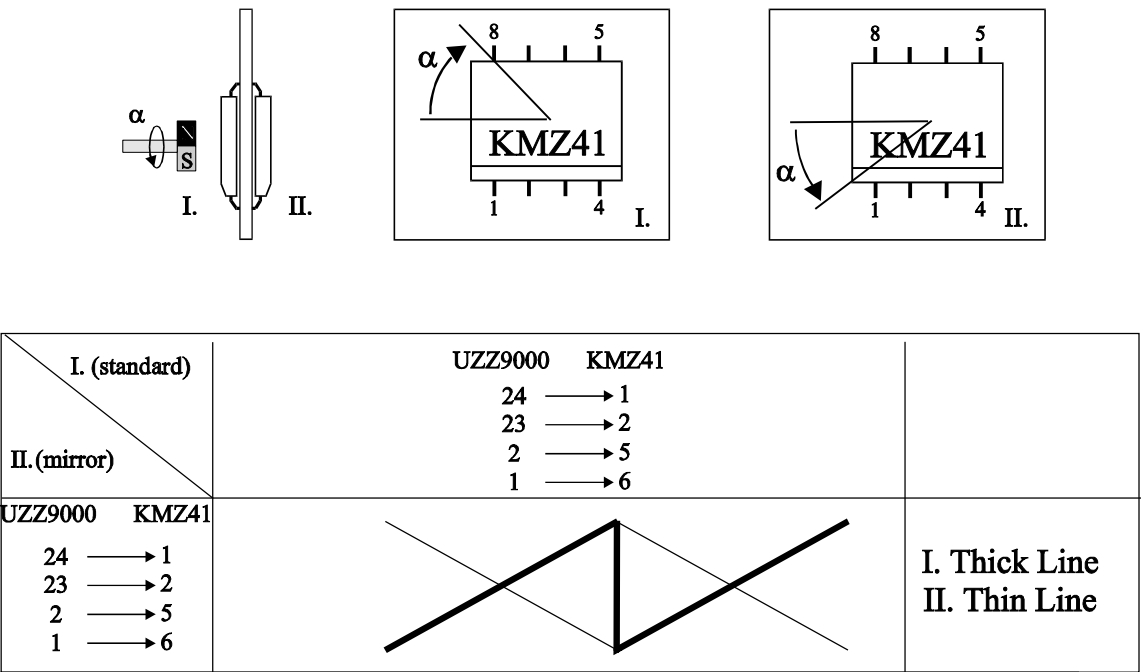 α
S
I.
II.
8 5
α
KMZ41
1 4
I.
8 5
KMZ41
α
1 4
II.
I. (standard)
II. (mirror)
UZZ9000 KMZ41
24 → 1
23 → 2
2 → 5
1 → 6
UZZ9000 KMZ41
24 → 1
23 → 2
2 → 5
1 → 6
I. Thick Line
II. Thin Line